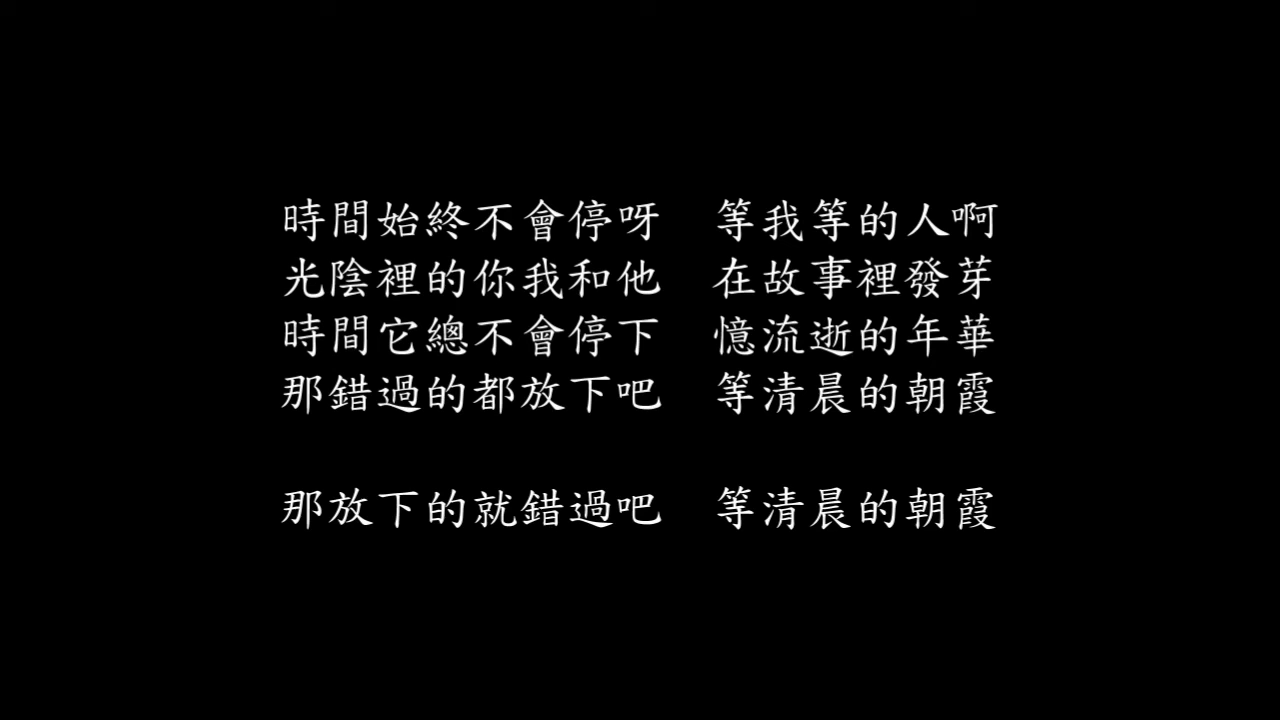 時間始終不會停呀　等我等的人啊
光陰裡的你我和他　在故事裡發芽
時間它總不會停下　憶流逝的年華
那錯過的都放下吧　等清晨的朝霞
那放下的就錯過吧　等清晨的朝霞